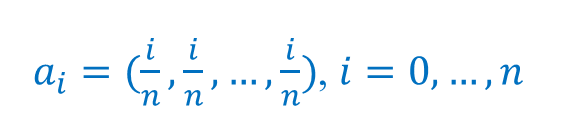 a_i = (i/n, i/n, ..., i/n), i = 0, ..., n